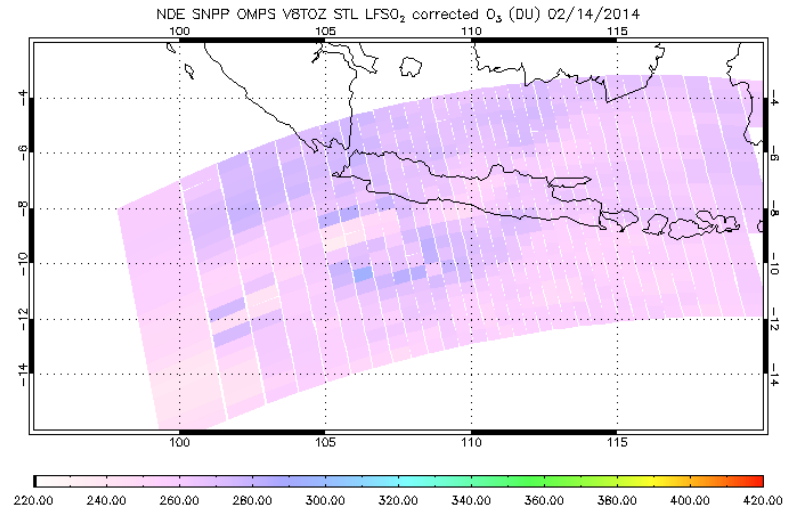 NDE SNPP OMPS V8TOZ STL LFSO₂ corrected O₃ (DU) 02/14/2014
100 105 110 115
-4 -4
-6 -6
-8 -8
-10 -10
-12 -12
-14 -14
100 105 110 115
220.00 240.00 260.00 280.00 300.00 320.00 340.00 360.00 380.00 400.00 420.00